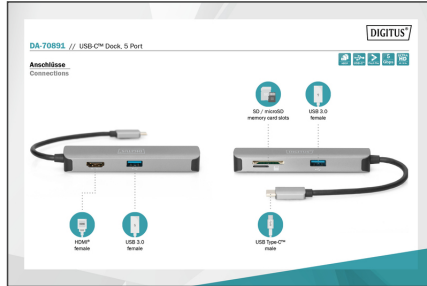 DIGITUS®
DA-70891 // USB-C™ Dock, 5 Port
Anschlüsse
Connections
SD / microSD
memory card slots
USB 3.0
female
HDMI®
female
USB 3.0
female
USB Type-C™
male